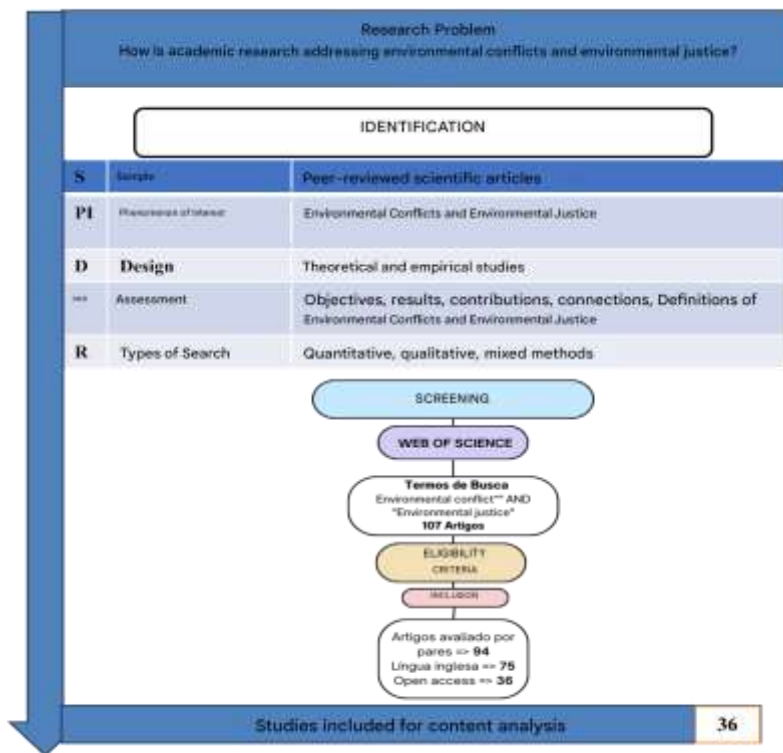 Research Problem
How is academic research addressing environmental conflicts and environmental justice?
IDENTIFICATION
S Sample Peer-reviewed scientific articles
PI Phenomenon of Interest Environmental Conflicts and Environmental Justice
D Design Theoretical and empirical studies
Assessment Objectives, results, contributions, connections, Definitions of
Environmental Conflicts and Environmental Justice
R Types of Search Quantitative, qualitative, mixed methods
SCREENING
WEB OF SCIENCE
Termos de Busca
Environmental conflict"" AND
"Environmental justice"
107 Artigos
ELIGIBILITY
CRITERIA
INCLUSION
Artigos avaliado por
pares => 94
Língua inglesa => 75
Open access => 36
Studies included for content analysis 36